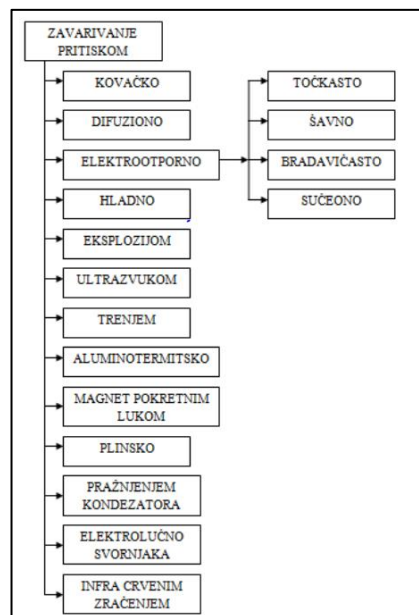 ZAVARIVANJE
PRITISKOM
KOVAČKO
DIFUZIONO
ELEKTROOTPORNO
HLADNO
EKSPLOZIJOM
ULTRAZVUKOM
TRENJEM
ALUMINOTERMITSKO
MAGNET POKRETNIM
LUKOM
PLINSKO
PRAŽNJENJEM
KONDEZATORA
ELEKTROLUČNO
SVORNJAKA
INFRA CRVENIM
ZRAČENJEM
TOČKASTO
ŠAVNO
BRADAVIČASTO
SUČEONO